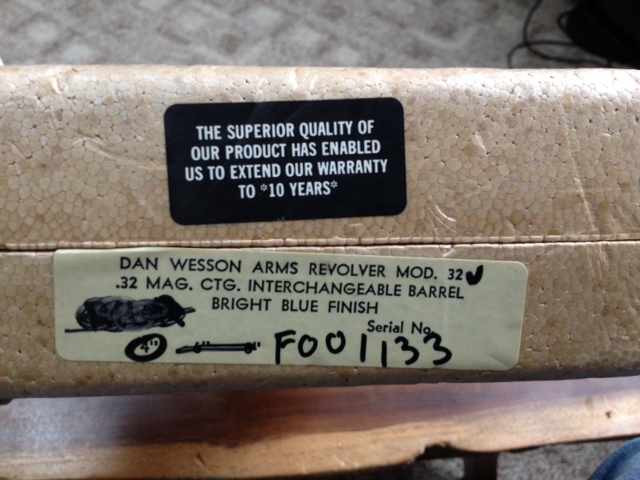 THE SUPERIOR QUALITY OF
OUR PRODUCT HAS ENABLED
US TO EXTEND OUR WARRANTY
TO *10 YEARS*
DAN WESSON ARMS REVOLVER MOD. 32
.32 MAG. CTG. INTERCHANGEABLE BARREL
BRIGHT BLUE FINISH
Serial No.
4" F001133